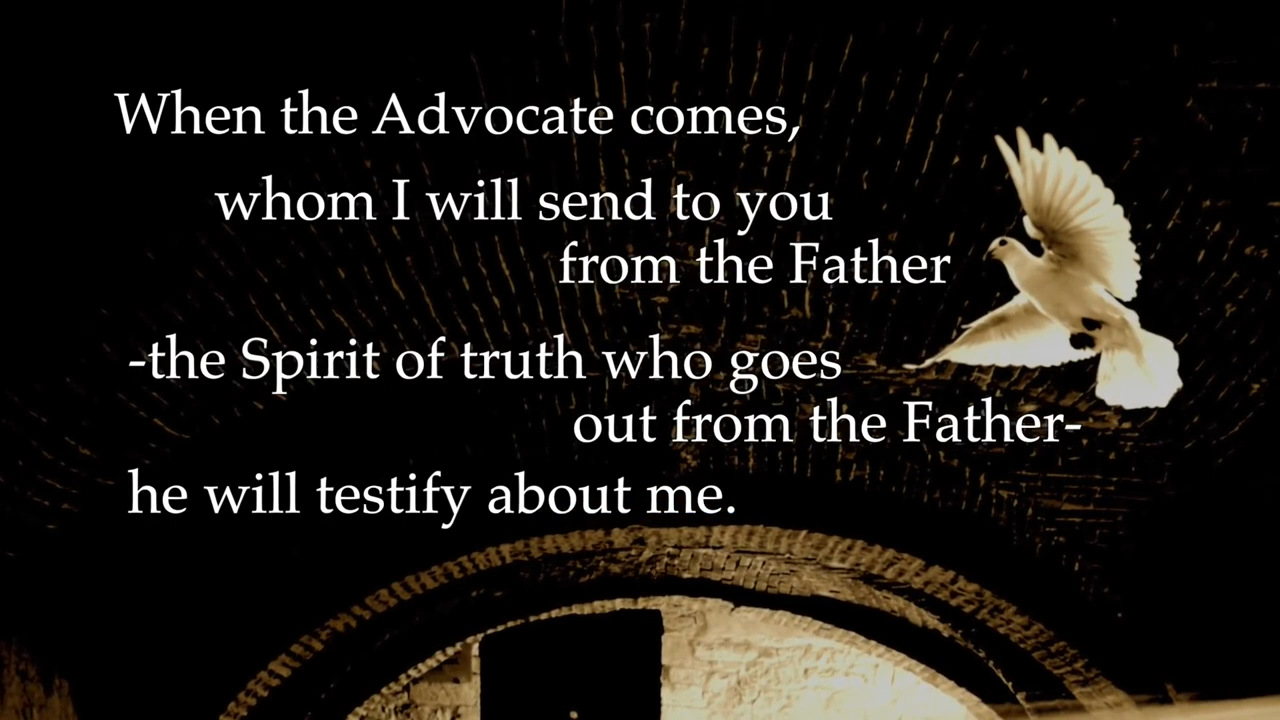 When the Advocate comes,
whom I will send to you
from the Father
-the Spirit of truth who goes
out from the Father-
he will testify about me.